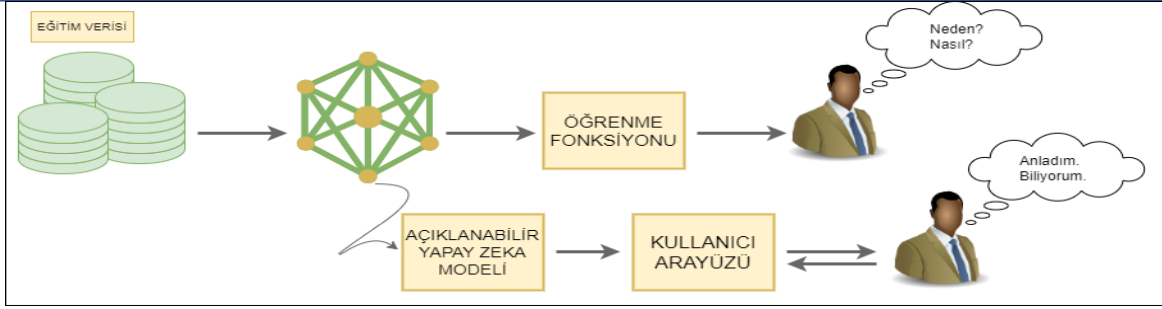 EĞİTİM VERİSİ
Neden?
Nasıl?
ÖĞRENME
FONKSİYONU
Anladım.
Biliyorum.
AÇIKLANABİLİR
YAPAY ZEKA
MODELİ
KULLANICI
ARAYÜZÜ